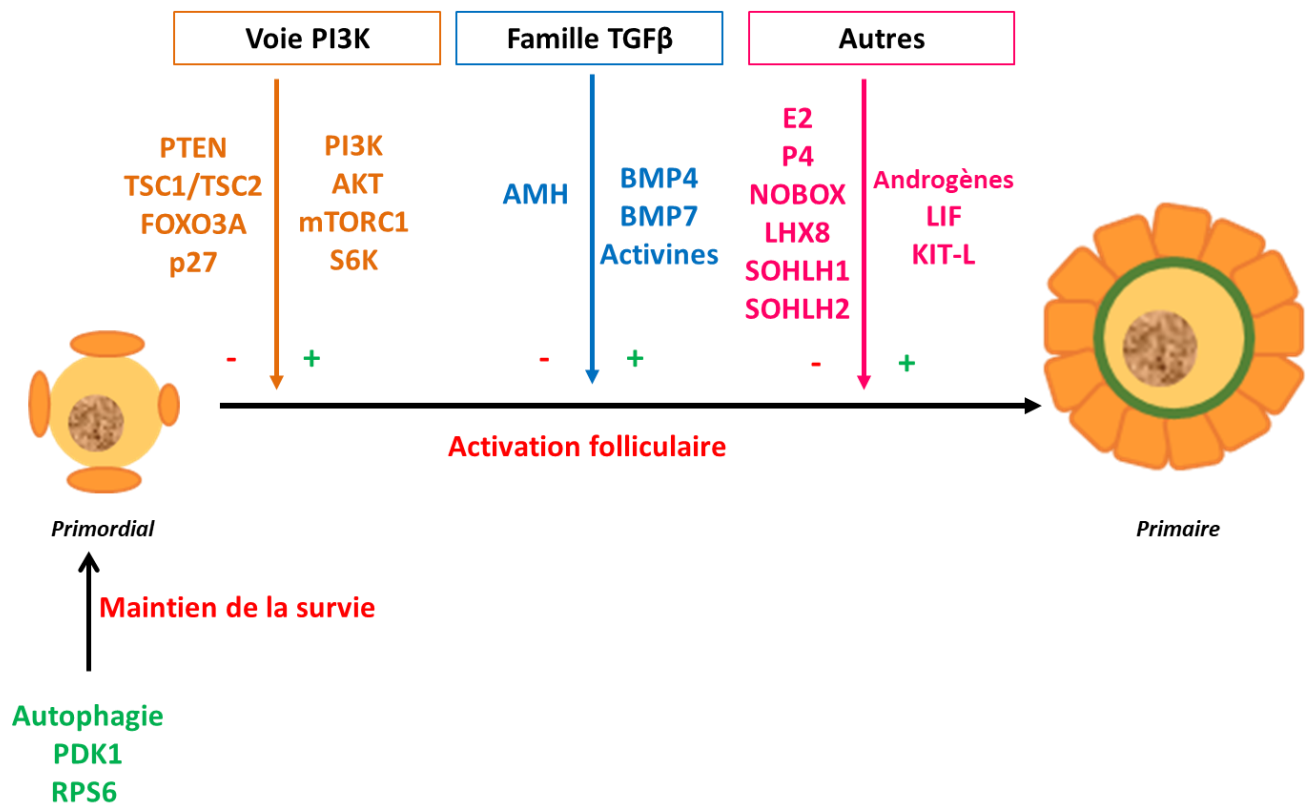 Voie PI3K
Famille TGFβ
Autres
PTEN
TSC1/TSC2
FOXO3A
p27
PI3K
AKT
mTORC1
S6K
AMH
BMP4
BMP7
Activines
E2
P4
NOBOX
LHX8
SOHLH1
SOHLH2
Androgènes
LIF
KIT-L
- +
- +
- +
Activation folliculaire
Primordial
Primaire
Maintien de la survie
Autophagie
PDK1
RPS6